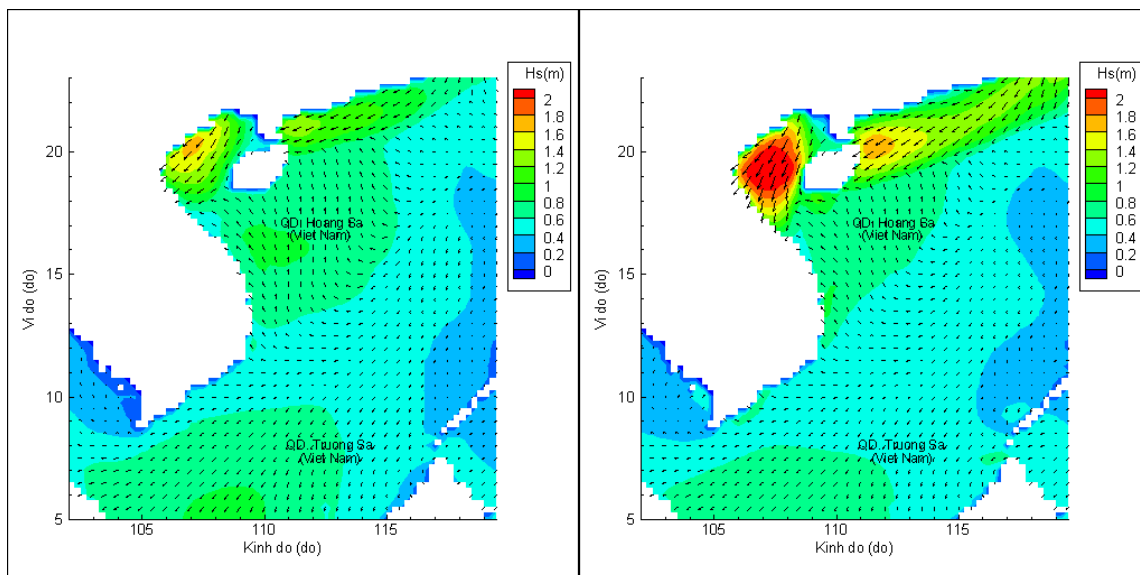 Hs(m)
2
1.8
1.6
1.4
1.2
1
0.8
0.6
0.4
0.2
0
20
15
10
5
Vi do (do)
QD. Hoang Sa
(Viet Nam)
QD. Truong Sa
(Viet Nam)
105
110
115
Kinh do (do)
Hs(m)
2
1.8
1.6
1.4
1.2
1
0.8
0.6
0.4
0.2
0
20
15
10
5
Vi do (do)
QD. Hoang Sa
(Viet Nam)
QD. Truong Sa
(Viet Nam)
105
110
115
Kinh do (do)